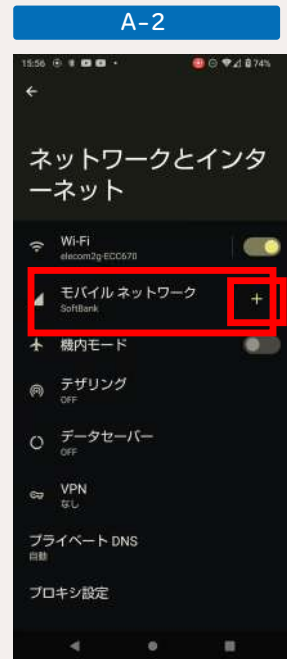 A-2
15:56
74%
ネットワークとインタ
ーネット
Wi-Fi
elecom2g-ECC670
モバイル ネットワーク
SoftBank
+
機内モード
テザリング
OFF
データセーバー
OFF
VPN
なし
プライベート DNS
自動
プロキシ設定